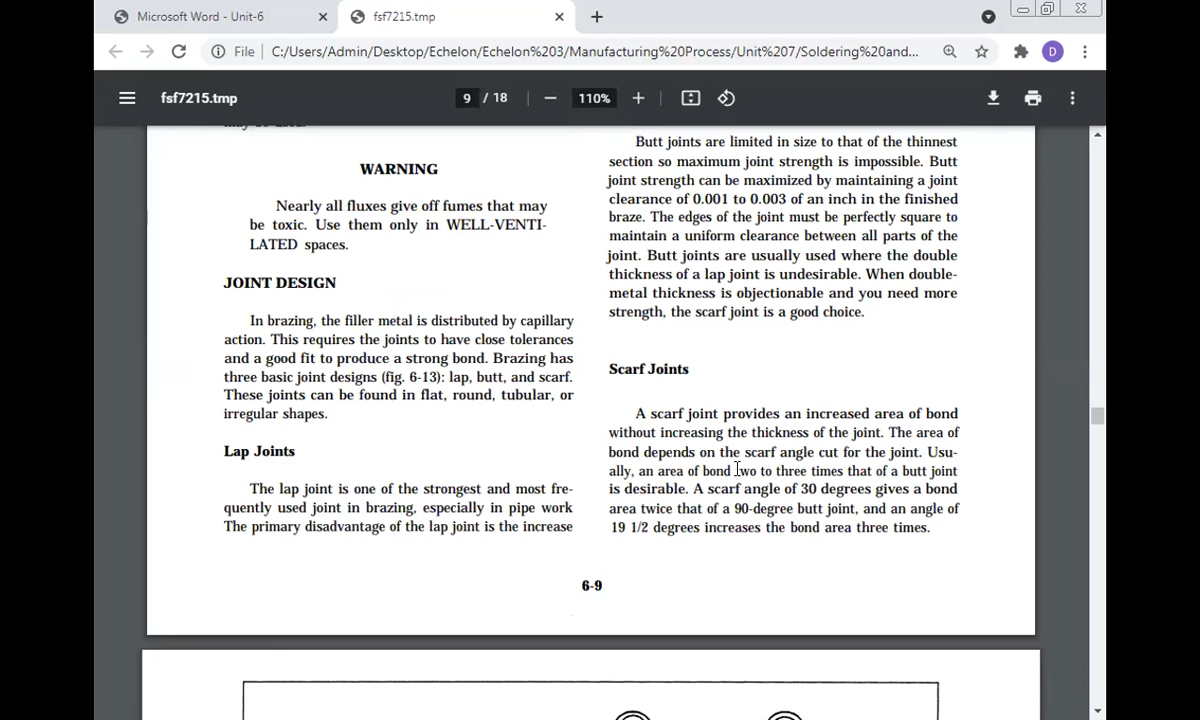 Microsoft Word - Unit-6
fsf7215.tmp
File
C:/Users/Admin/Desktop/Echelon/Echelon%203/Manufacturing%20Process/Unit%207/Soldering%20and...
D
fsf7215.tmp
9 / 18
110%
may be used.
WARNING
Nearly all fluxes give off fumes that may
be toxic. Use them only in WELL-VENTI-
LATED spaces.
JOINT DESIGN
In brazing, the filler metal is distributed by capillary
action. This requires the joints to have close tolerances
and a good fit to produce a strong bond. Brazing has
three basic joint designs (fig. 6-13): lap, butt, and scarf.
These joints can be found in flat, round, tubular, or
irregular shapes.
Lap Joints
The lap joint is one of the strongest and most fre-
quently used joint in brazing, especially in pipe work
The primary disadvantage of the lap joint is the increase
Butt joints are limited in size to that of the thinnest
section so maximum joint strength is impossible. Butt
joint strength can be maximized by maintaining a joint
clearance of 0.001 to 0.003 of an inch in the finished
braze. The edges of the joint must be perfectly square to
maintain a uniform clearance between all parts of the
joint. Butt joints are usually used where the double
thickness of a lap joint is undesirable. When double-
metal thickness is objectionable and you need more
strength, the scarf joint is a good choice.
Scarf Joints
A scarf joint provides an increased area of bond
without increasing the thickness of the joint. The area of
bond depends on the scarf angle cut for the joint. Usu-
ally, an area of bond two to three times that of a butt joint
is desirable. A scarf angle of 30 degrees gives a bond
area twice that of a 90-degree butt joint, and an angle of
19 1/2 degrees increases the bond area three times.
6-9